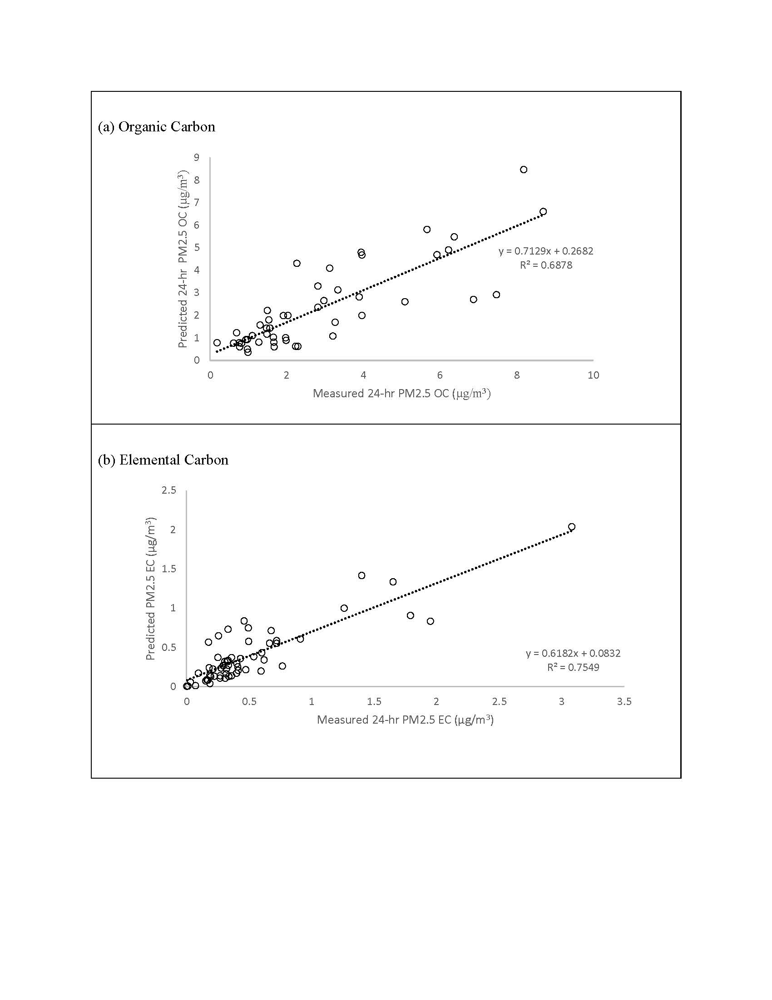 (a) Organic Carbon
9
8
7
6
5
4
3
2
1
0
Predicted 24-hr PM2.5 OC (µg/m³)
y = 0.7129x + 0.2682
R² = 0.6878
0 2 4 6 8 10
Measured 24-hr PM2.5 OC (µg/m³)
(b) Elemental Carbon
2.5
2
1.5
1
0.5
0
Predicted PM2.5 EC (µg/m³)
y = 0.6182x + 0.0832
R² = 0.7549
0 0.5 1 1.5 2 2.5 3 3.5
Measured 24-hr PM2.5 EC (µg/m³)